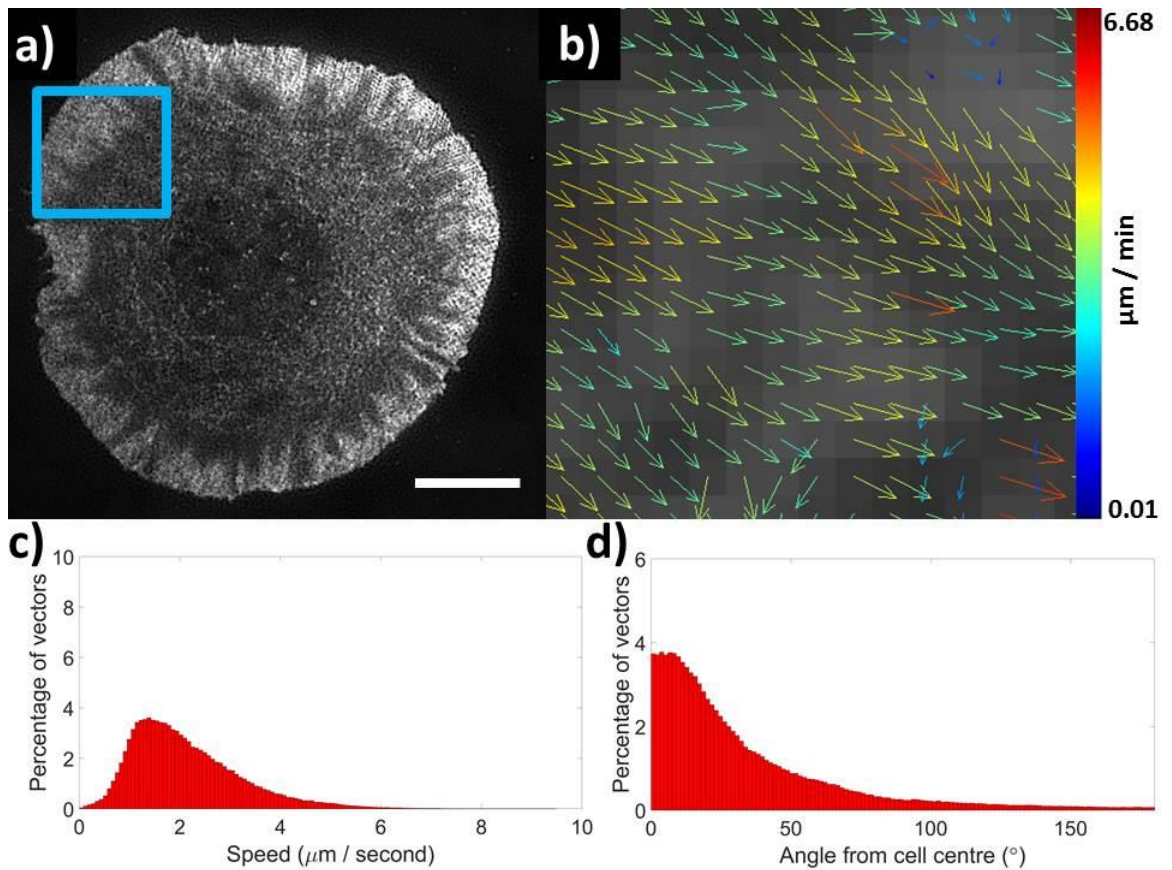 a)
b)
6.68
μm / min
0.01
c)
10
8
6
4
2
0
Percentage of vectors
0 2 4 6 8 10
Speed (μm / second)
d)
6
4
2
0
Percentage of vectors
0 50 100 150
Angle from cell centre (°)